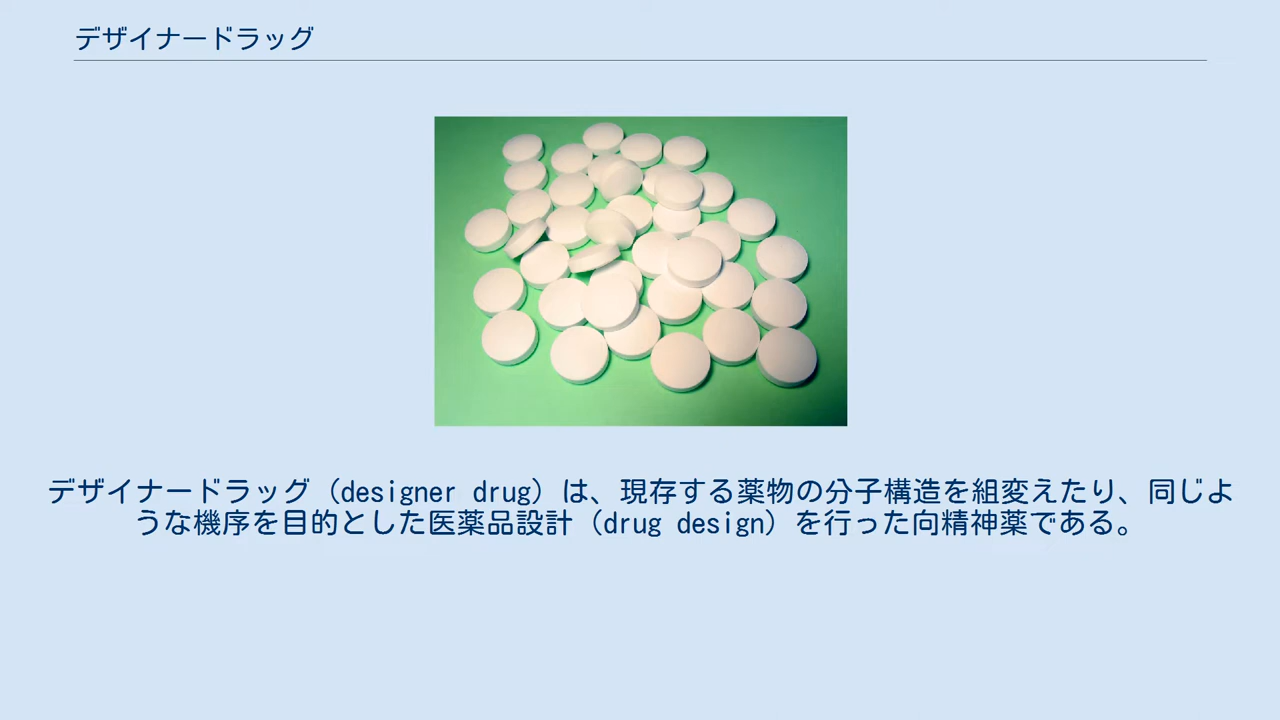 デザイナードラッグ
デザイナードラッグ（designer drug）は、現存する薬物の分子構造を組変えたり、同じよ
うな機序を目的とした医薬品設計（drug design）を行った向精神薬である。